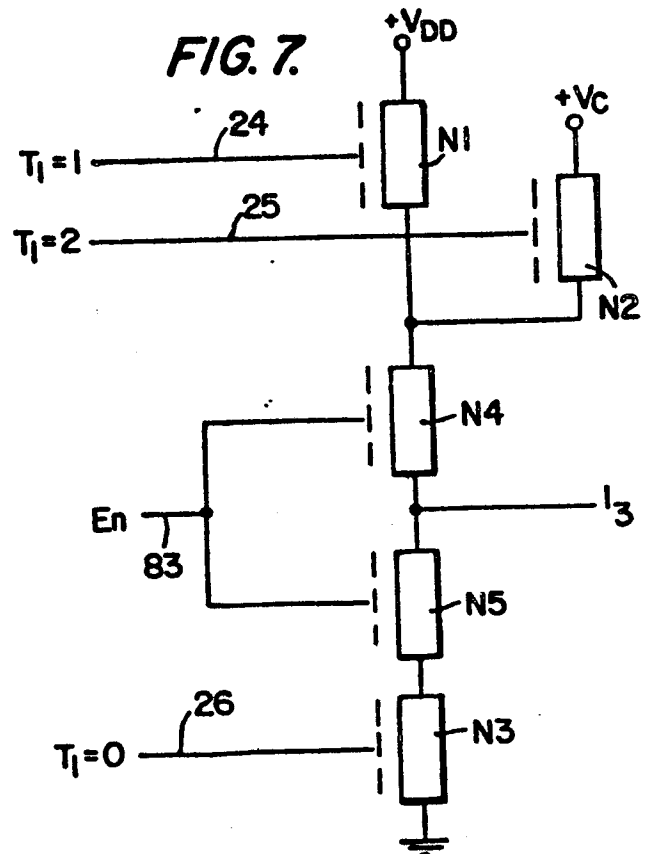 FIG. 7.
+VDD
+VC
24
T1=1
N1
25
T1=2
N2
N4
En
83
I3
N5
26
N3
T1=0